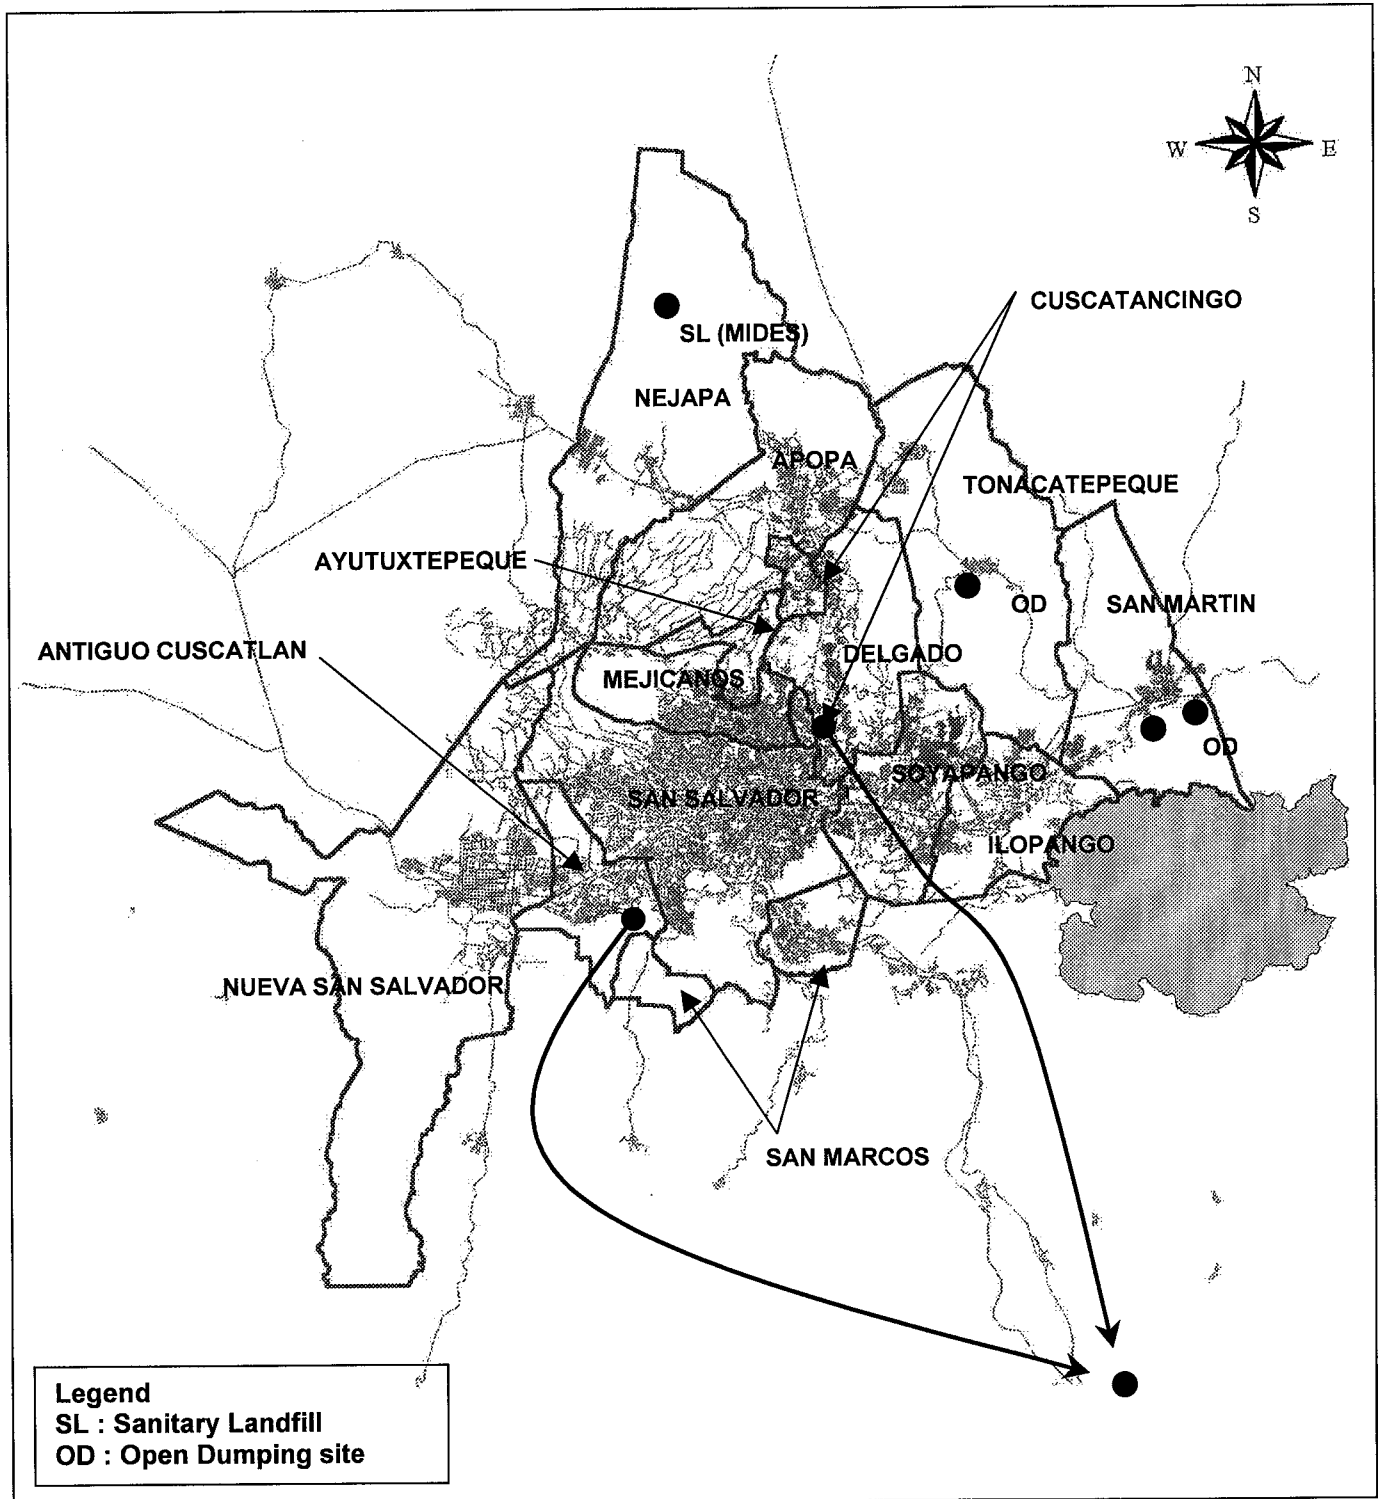 N
W E
S
CUSCATANCINGO
SL (MIDES)
NEJAPA
APOPA
TONACATEPEQUE
AYUTUXTEPEQUE
OD
SAN MARTIN
ANTIGUO CUSCATLAN
DELGADO
MEJICANOS
OD
SOYAPANGO
SAN SALVADOR
ILOPANGO
NUEVA SAN SALVADOR
SAN MARCOS
Legend
SL : Sanitary Landfill
OD : Open Dumping site